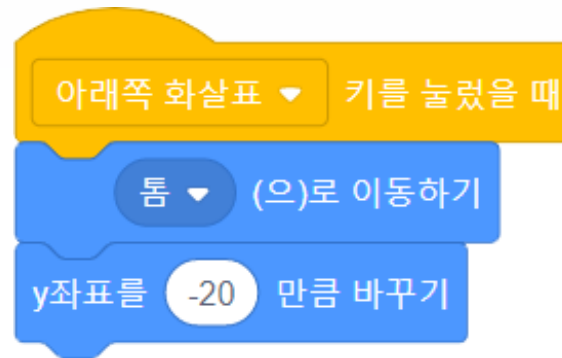 아래쪽 화살표 키를 눌렀을 때
톰 (으)로 이동하기
y좌표를 -20 만큼 바꾸기